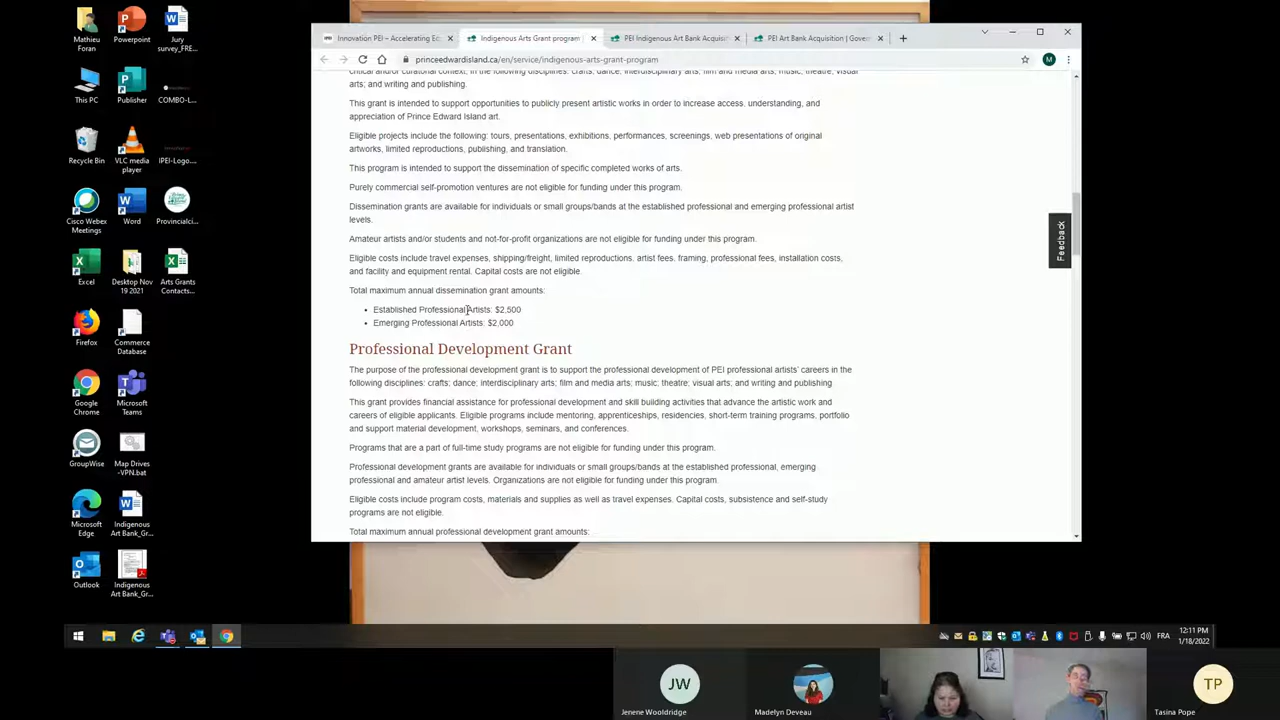 Mathieu
Foran
Powerpoint
Jury
survey_FRE...
This PC
Publisher
COMBO-L...
Recycle Bin
VLC media
player
IPEI-Logo....
Cisco Webex
Meetings
Word
Provincialci...
Excel
Desktop Nov
19 2021
Arts Grants
Contacts...
Firefox
Commerce
Database
Google
Chrome
Microsoft
Teams
GroupWise
Map Drives
-VPN.bat
Microsoft
Edge
Indigenous
Art Bank_Gr...
Outlook
Indigenous
Art Bank_Gr...
Innovation PEI – Accelerating Ec
Indigenous Arts Grant program |
PEI Indigenous Art Bank Acquisit
PEI Art Bank Acquisition | Gover
princeedwardisland.ca/en/service/indigenous-arts-grant-program
M
critical and/or curatorial context, in the following disciplines: crafts; dance; interdisciplinary arts; film and media arts; music; theatre; visual
arts; and writing and publishing.
This grant is intended to support opportunities to publicly present artistic works in order to increase access. understanding, and
appreciation of Prince Edward Island art.
Eligible projects include the following: tours, presentations, exhibitions, performances, screenings, web presentations of original
artworks, limited reproductions, publishing, and translation.
This program is intended to support the dissemination of specific completed works of arts.
Purely commercial self-promotion ventures are not eligible for funding under this program.
Dissemination grants are available for individuals or small groups/bands at the established professional and emerging professional artist
levels.
Amateur artists and/or students and not-for-profit organizations are not eligible for funding under this program.
Eligible costs include travel expenses, shipping/freight, limited reproductions. artist fees, framing, professional fees, installation costs,
and facility and equipment rental. Capital costs are not eligible.
Total maximum annual dissemination grant amounts:
• Established Professional Artists: $2,500
• Emerging Professional Artists: $2,000
Professional Development Grant
The purpose of the professional development grant is to support the professional development of PEI professional artists' careers in the
following disciplines: crafts; dance; interdisciplinary arts; film and media arts; music; theatre; visual arts, and writing and publishing
This grant provides financial assistance for professional development and skill building activities that advance the artistic work and
careers of eligible applicants. Eligible programs include mentoring, apprenticeships, residencies, short-term training programs, portfolio
and support material development, workshops, seminars, and conferences.
Programs that are a part of full-time study programs are not eligible for funding under this program.
Professional development grants are available for individuals or small groups/bands at the established professional, emerging
professional and amateur artist levels. Organizations are not eligible for funding under this program.
Eligible costs include program costs, materials and supplies as well as travel expenses. Capital costs, subsistence and self-study
programs are not eligible.
Total maximum annual professional development grant amounts:
Feedback
FRA
12:11 PM
1/18/2022
JW
Jenene Wooldridge
Madelyn Deveau
TP
Tasina Pope